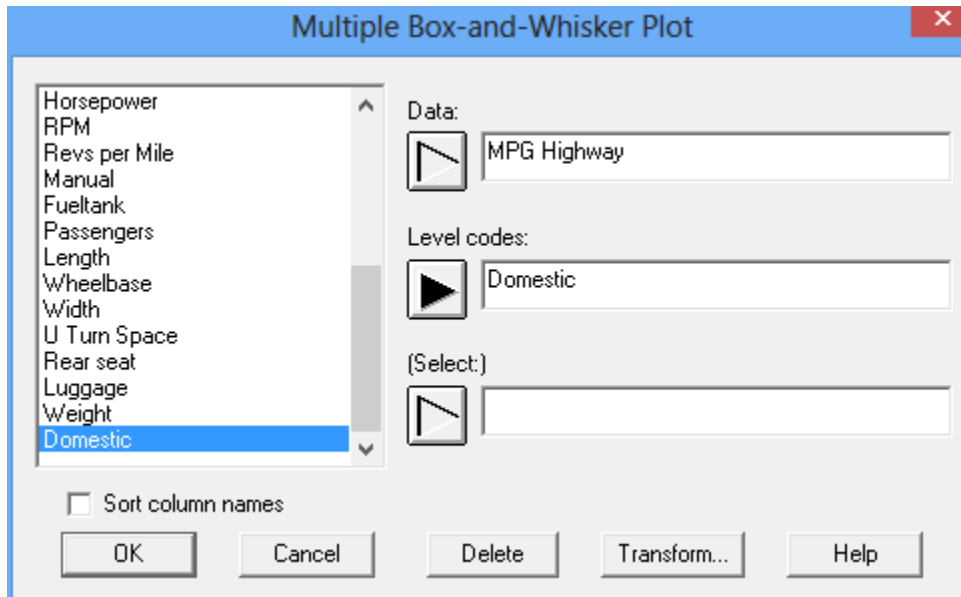 Multiple Box-and-Whisker Plot
Horsepower
RPM
Revs per Mile
Manual
Fueltank
Passengers
Length
Wheelbase
Width
U Turn Space
Rear seat
Luggage
Weight
Domestic
Data:
MPG Highway
Level codes:
Domestic
(Select:)
Sort column names
OK Cancel Delete Transform... Help